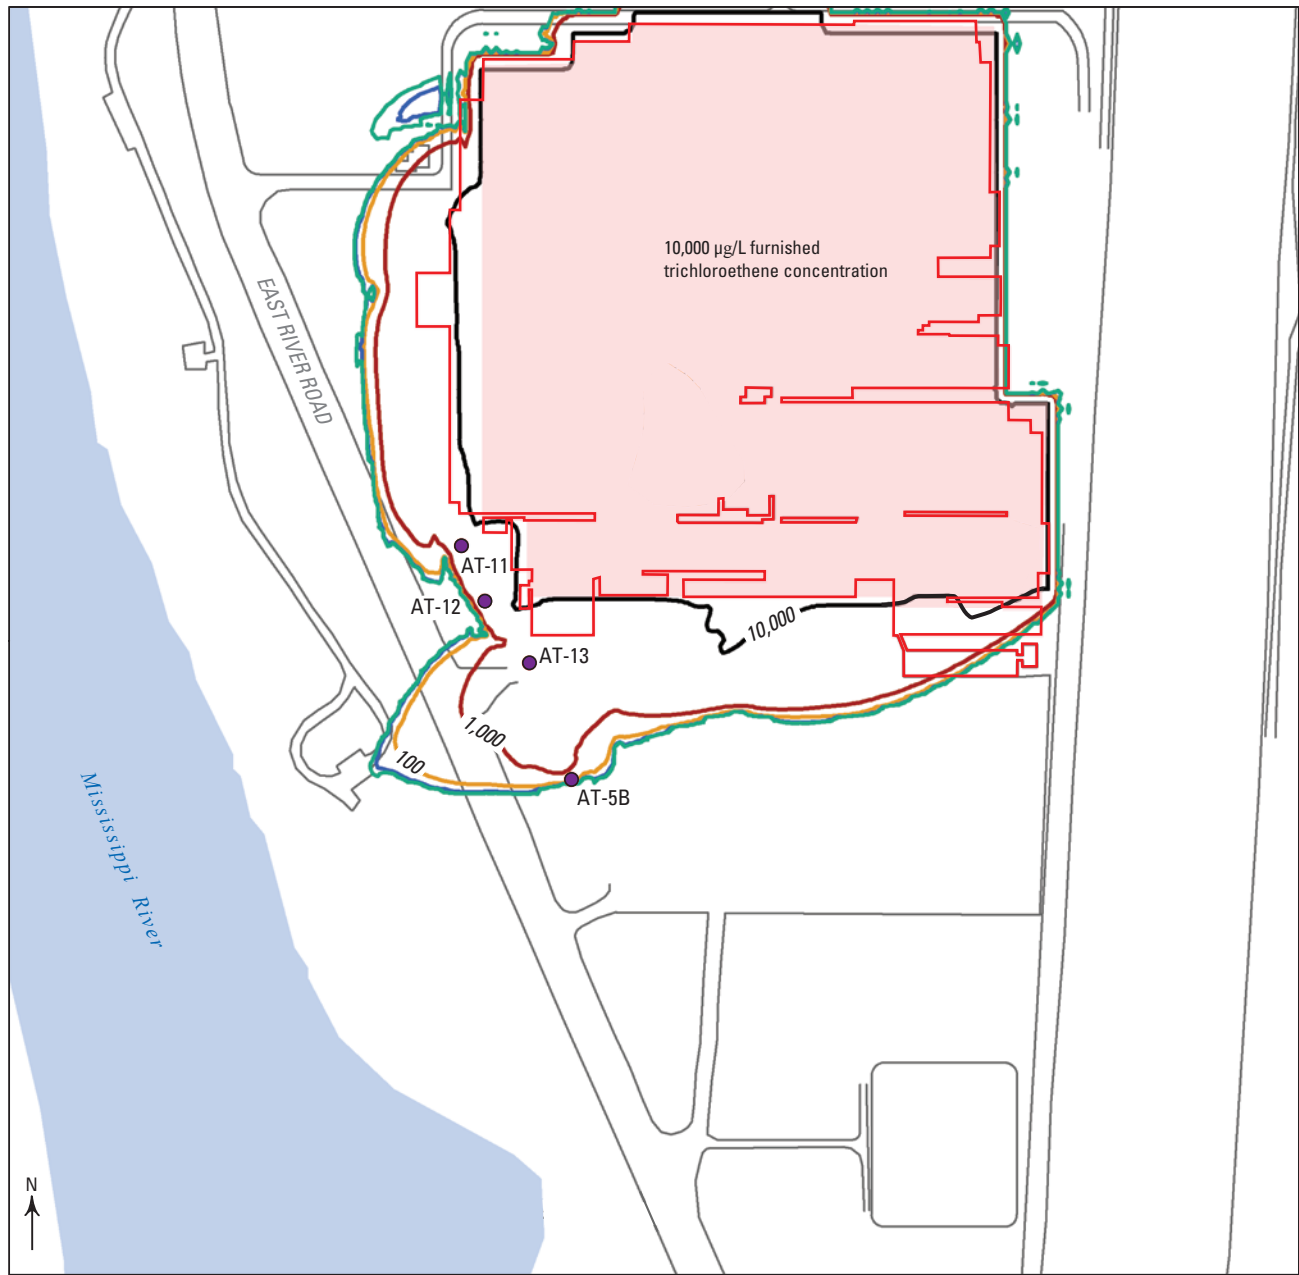 10,000 µg/L furnished
trichloroethene concentration
EAST RIVER ROAD
AT-11
AT-12
10,000
AT-13
1,000
100
AT-5B
Mississippi River
N